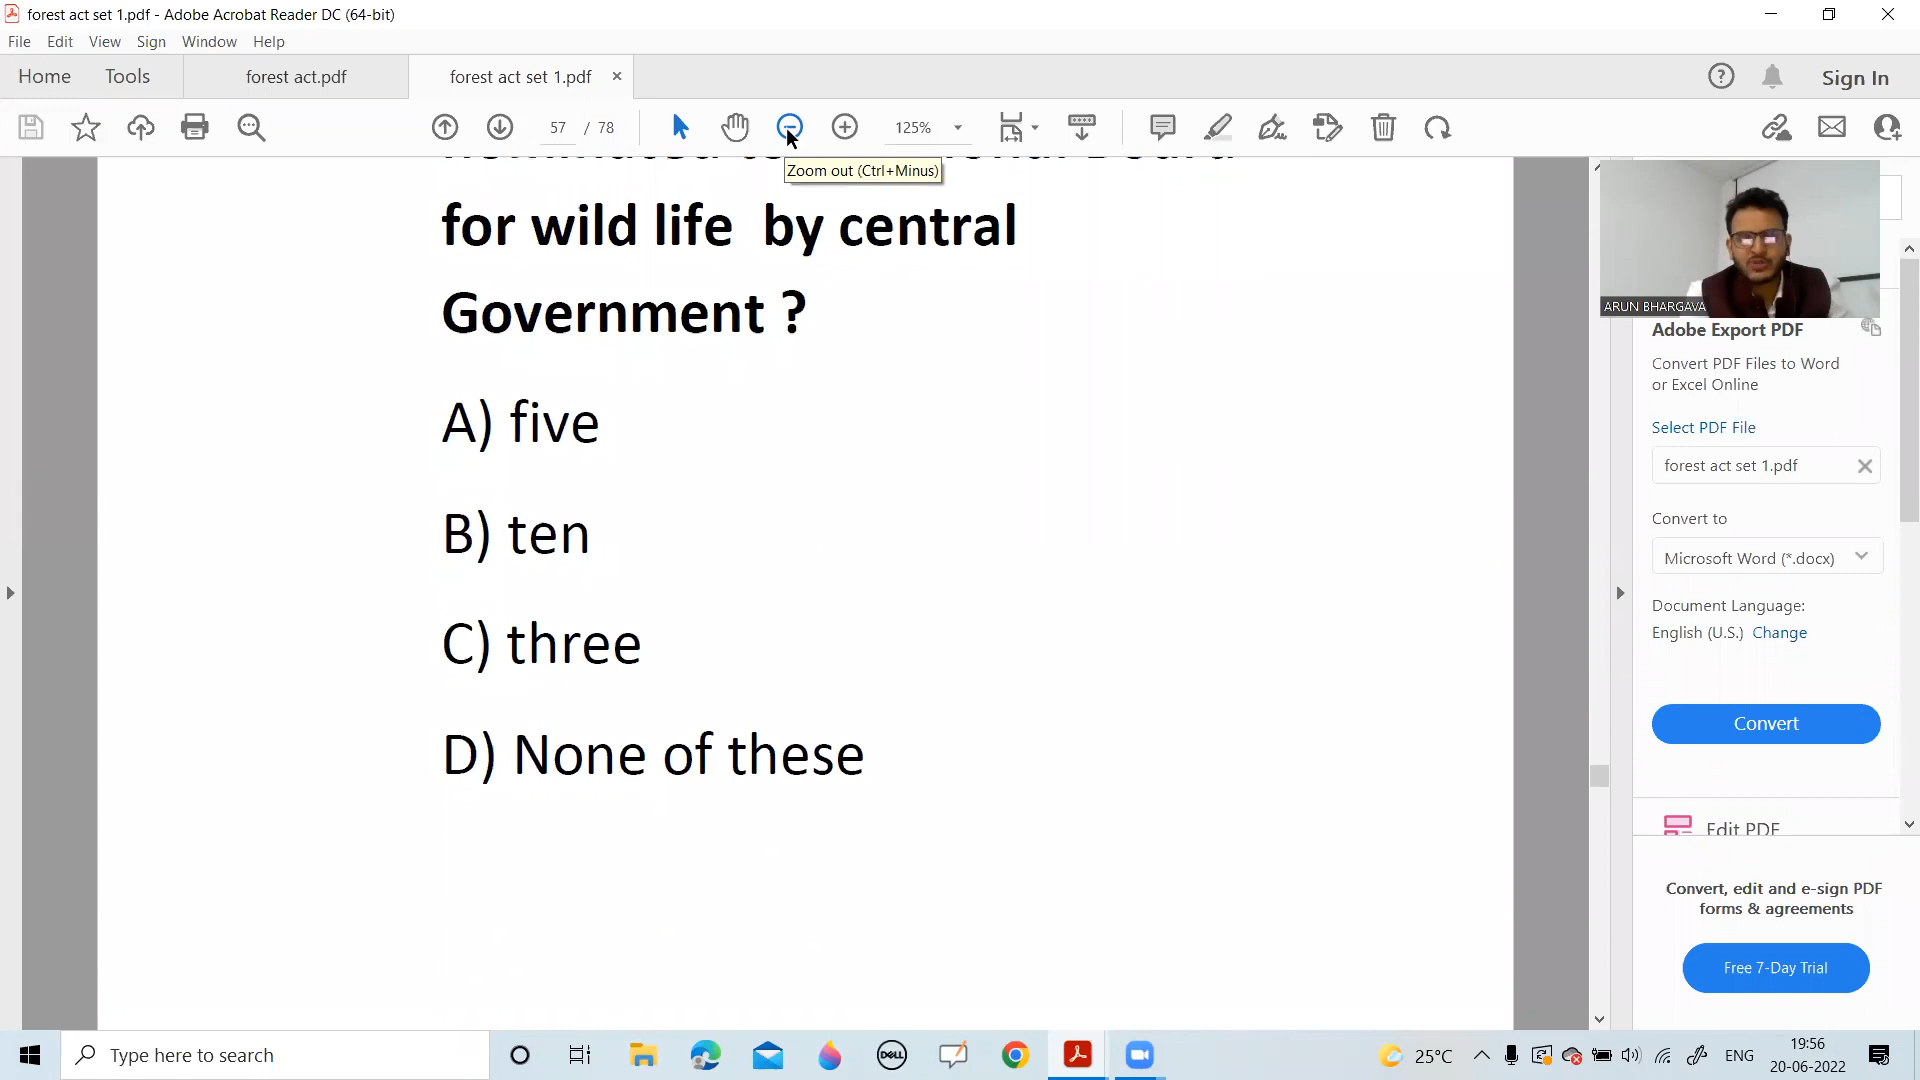 forest act set 1.pdf - Adobe Acrobat Reader DC (64-bit)
File Edit View Sign Window Help
Home Tools forest act.pdf forest act set 1.pdf × Sign In
57 / 78 125%
Zoom out (Ctrl+Minus)
for wild life by central
Government ?
A) five
B) ten
C) three
D) None of these
ARUN BHARGAVA
Adobe Export PDF
Convert PDF Files to Word
or Excel Online
Select PDF File
forest act set 1.pdf
Convert to
Microsoft Word (*.docx)
Document Language:
English (U.S.) Change
Convert
Edit PDF
Convert, edit and e-sign PDF
forms & agreements
Free 7-Day Trial
Type here to search
DELL
25°C
ENG
19:56
20-06-2022